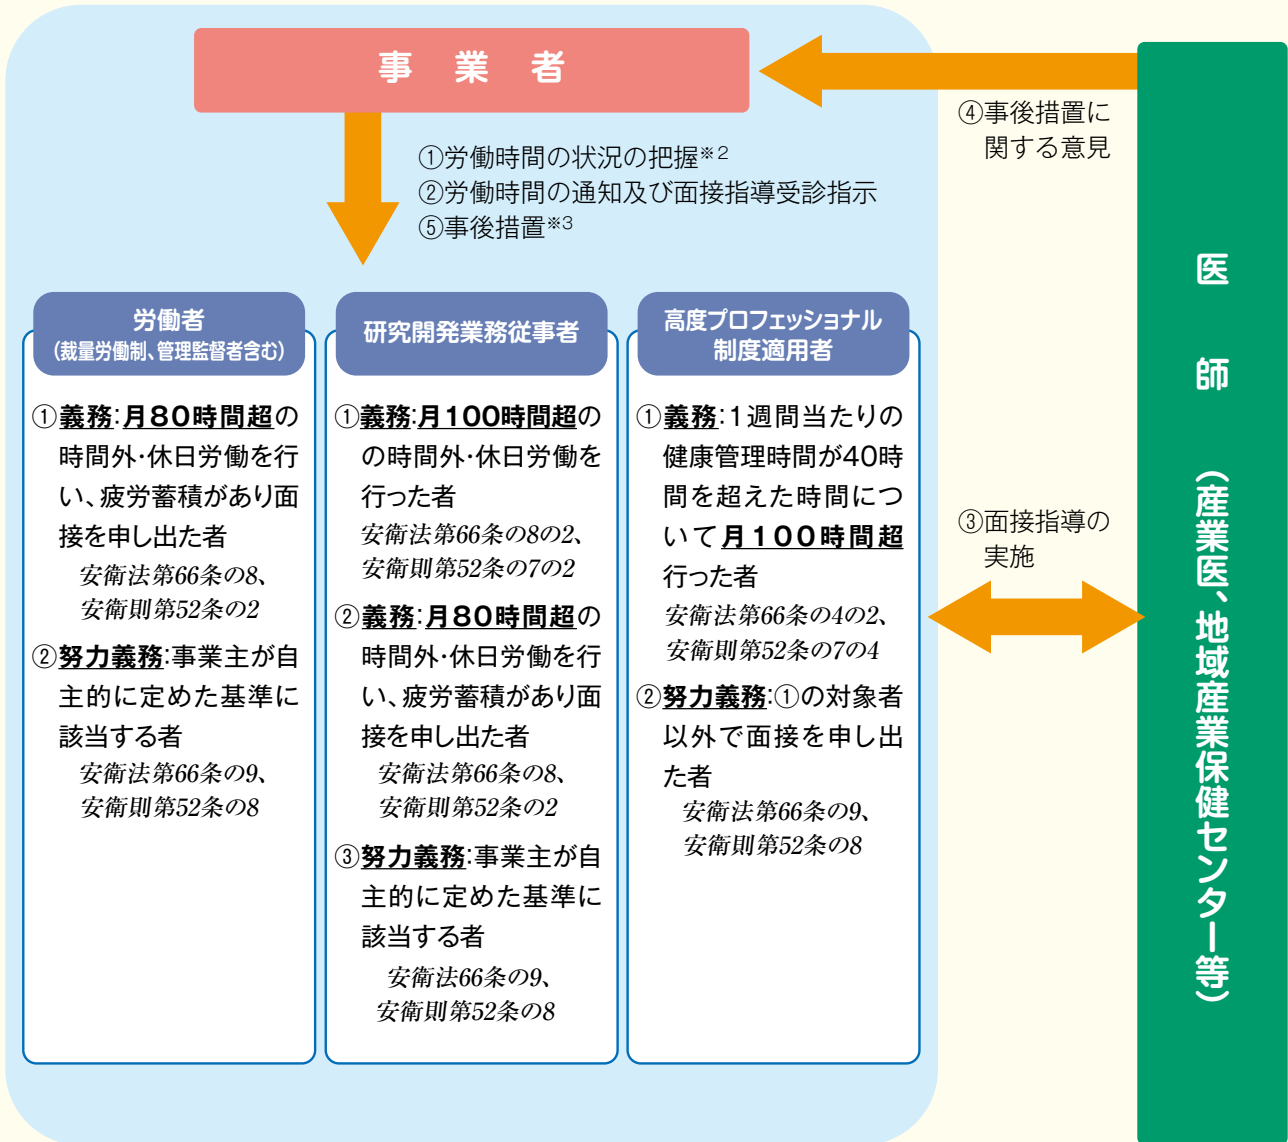 事業者
①労働時間の状況の把握※2
②労働時間の通知及び面接指導受診指示
⑤事後措置※3
④事後措置に
関する意見
労働者
(裁量労働制、管理監督者含む)
①義務:月80時間超の
時間外・休日労働を行
い、疲労蓄積があり面
接を申し出た者
安衛法第66条の8、
安衛則第52条の2
②努力義務:事業主が自
主的に定めた基準に
該当する者
安衛法第66条の9、
安衛則第52条の8
研究開発業務従事者
①義務:月100時間超の
の時間外・休日労働を
行った者
安衛法第66条の8の2、
安衛則第52条の7の2
②義務:月80時間超の
時間外・休日労働を行
い、疲労蓄積があり面
接を申し出た者
安衛法第66条の8、
安衛則第52条の2
③努力義務:事業主が自
主的に定めた基準に
該当する者
安衛法66条の9、
安衛則第52条の8
高度プロフェッショナル
制度適用者
①義務:1週間当たりの
健康管理時間が40時
間を超えた時間につ
いて月100時間超
行った者
安衛法第66条の4の2、
安衛則第52条の7の4
②努力義務:①の対象者
以外で面接を申し出
た者
安衛法第66条の9、
安衛則第52条の8
③面接指導の
実施
医師(産業医、地域産業保健センター等)